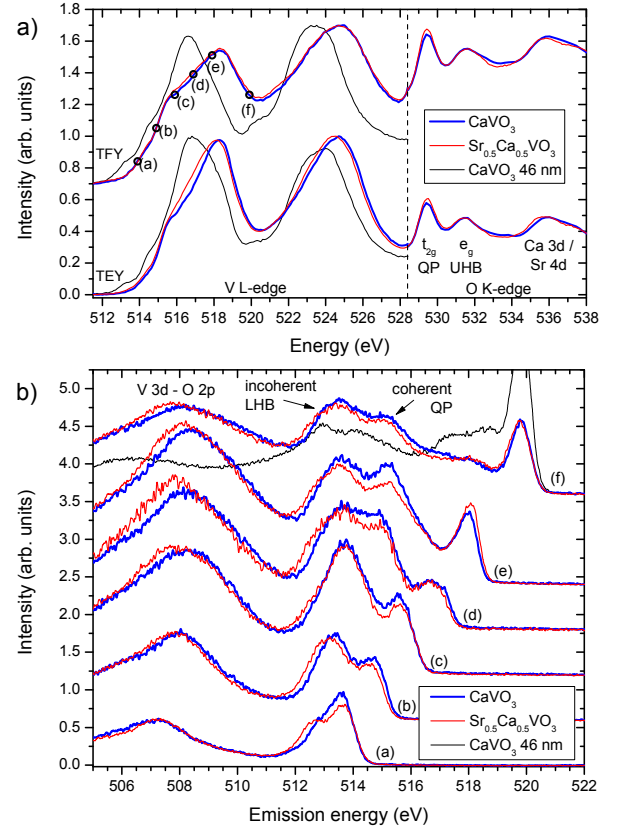 a)
Intensity (arb. units)
1.8
1.6
1.4
1.2
1.0
0.8
0.6
0.4
0.2
0.0
TFY
TEY
(a)
(b)
(c)
(d)
(e)
(f)
CaVO₃
Sr₀.₅Ca₀.₅VO₃
CaVO₃ 46 nm
t₂g
QP
e_g
UHB
Ca 3d /
Sr 4d
V L-edge
O K-edge
512 514 516 518 520 522 524 526 528 530 532 534 536 538
Energy (eV)
b)
Intensity (arb. units)
5.0
4.5
4.0
3.5
3.0
2.5
2.0
1.5
1.0
0.5
0.0
V 3d - O 2p
incoherent
LHB
coherent
QP
(f)
(e)
(d)
(c)
(b)
(a)
CaVO₃
Sr₀.₅Ca₀.₅VO₃
CaVO₃ 46 nm
506 508 510 512 514 516 518 520 522
Emission energy (eV)